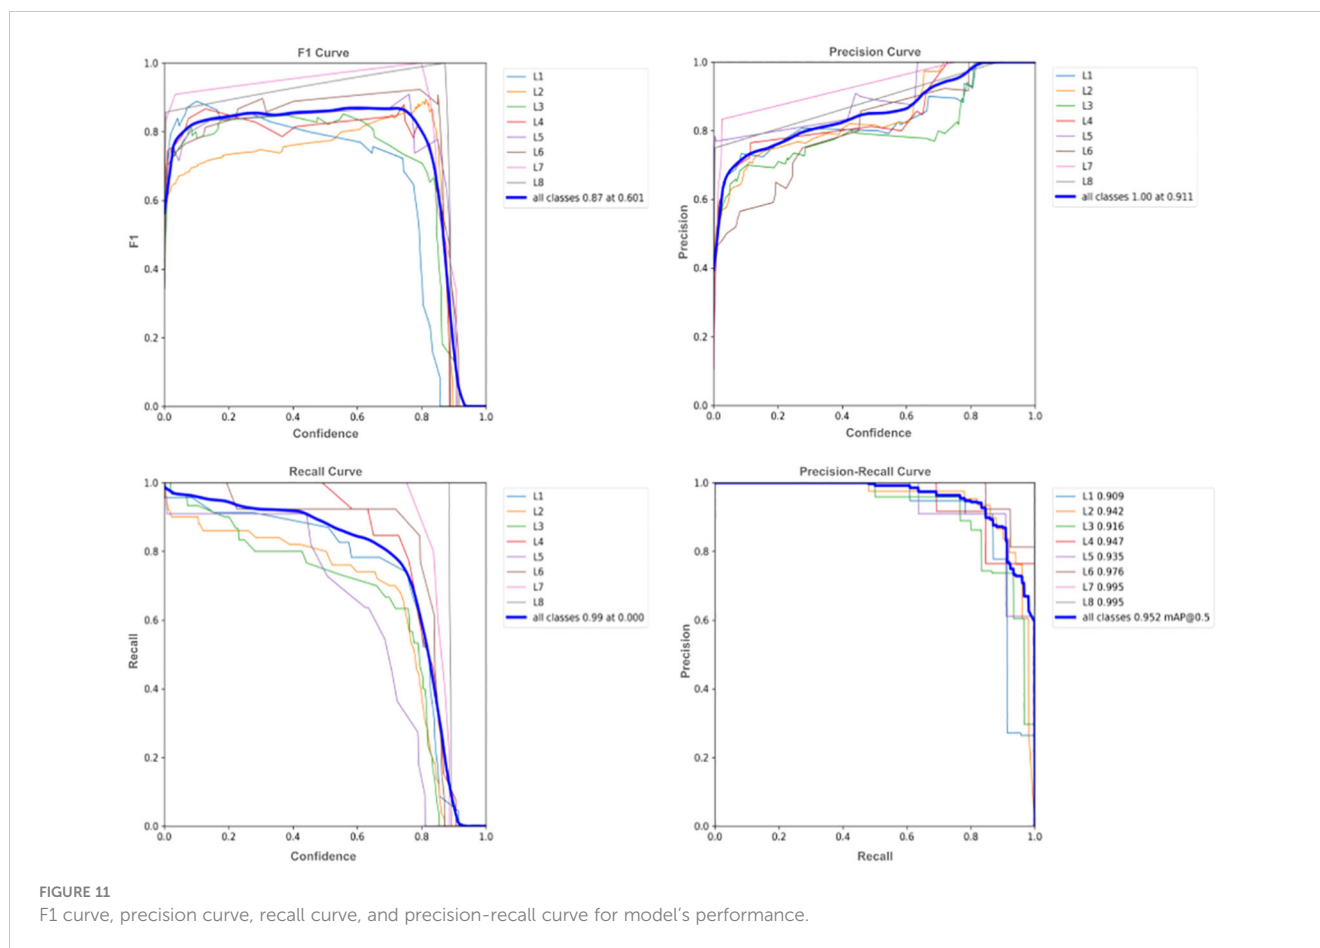 F1 Curve
1.0
0.8
0.6
0.4
0.2
0.0
F1
0.0 0.2 0.4 0.6 0.8 1.0
Confidence
L1
L2
L3
L4
L5
L6
L7
L8
all classes 0.87 at 0.601
Precision Curve
1.0
0.8
0.6
0.4
0.2
0.0
Precision
0.0 0.2 0.4 0.6 0.8 1.0
Confidence
L1
L2
L3
L4
L5
L6
L7
L8
all classes 1.00 at 0.911
Recall Curve
1.0
0.8
0.6
0.4
0.2
0.0
Recall
0.0 0.2 0.4 0.6 0.8 1.0
Confidence
L1
L2
L3
L4
L5
L6
L7
L8
all classes 0.99 at 0.000
Precision-Recall Curve
1.0
0.8
0.6
0.4
0.2
0.0
Precision
0.0 0.2 0.4 0.6 0.8 1.0
Recall
L1 0.909
L2 0.942
L3 0.916
L4 0.947
L5 0.935
L6 0.976
L7 0.995
L8 0.995
all classes 0.952 mAP@0.5
FIGURE 11
F1 curve, precision curve, recall curve, and precision-recall curve for model's performance.